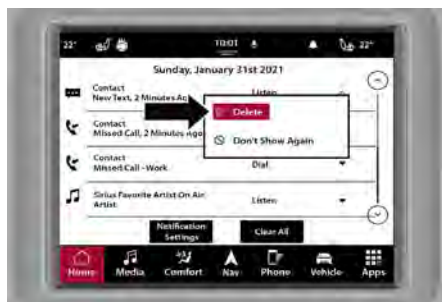 22° 10:01 22°
Sunday, January 31st 2021
Contact
New Text, 2 Minutes Ago
Listen
Delete
Don't Show Again
Contact
Missed Call, 2 Minutes Ago
Contact
Missed Call - Work
Dial
Sirius Favorite Artist On Air
Artist
Listen
Notification
Settings
Clear All
Home Media Comfort Nav Phone Vehicle Apps